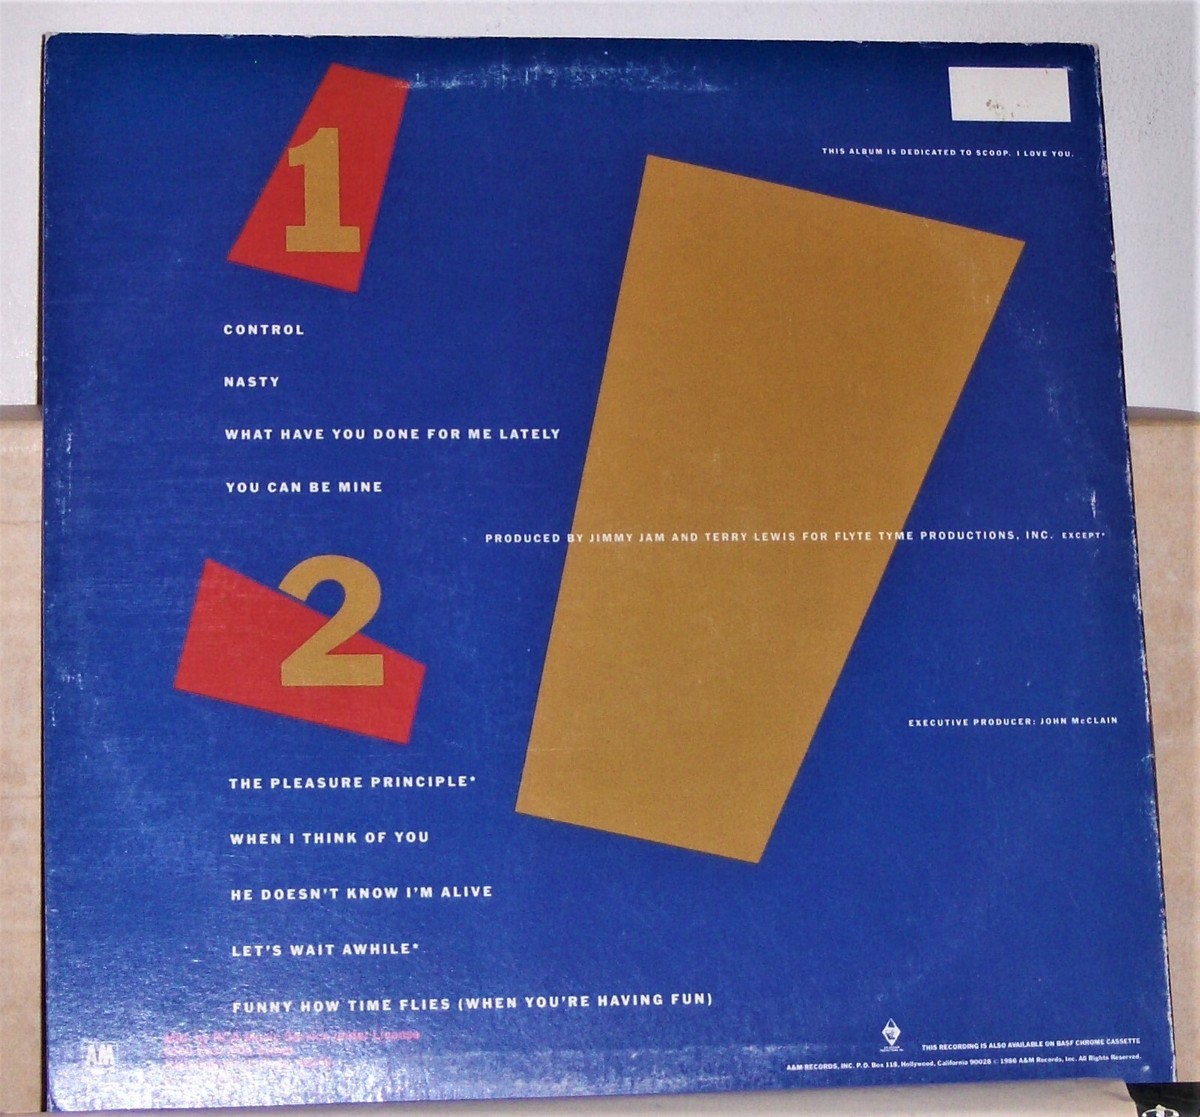 1
THIS ALBUM IS DEDICATED TO SCOOP. I LOVE YOU.
CONTROL
NASTY
WHAT HAVE YOU DONE FOR ME LATELY
YOU CAN BE MINE
PRODUCED BY JIMMY JAM AND TERRY LEWIS FOR FLYTE TYME PRODUCTIONS, INC. EXCEPT*
2
EXECUTIVE PRODUCER: JOHN McCLAIN
THE PLEASURE PRINCIPLE*
WHEN I THINK OF YOU
HE DOESN'T KNOW I'M ALIVE
LET'S WAIT AWHILE*
FUNNY HOW TIME FLIES (WHEN YOU'RE HAVING FUN)
Music Service under License
A&M
THIS RECORDING IS ALSO AVAILABLE ON BASF CHROME CASSETTE
A&M RECORDS, INC. P.O. Box 118, Hollywood, California 90028 © 1986 A&M Records, Inc. All Rights Reserved.